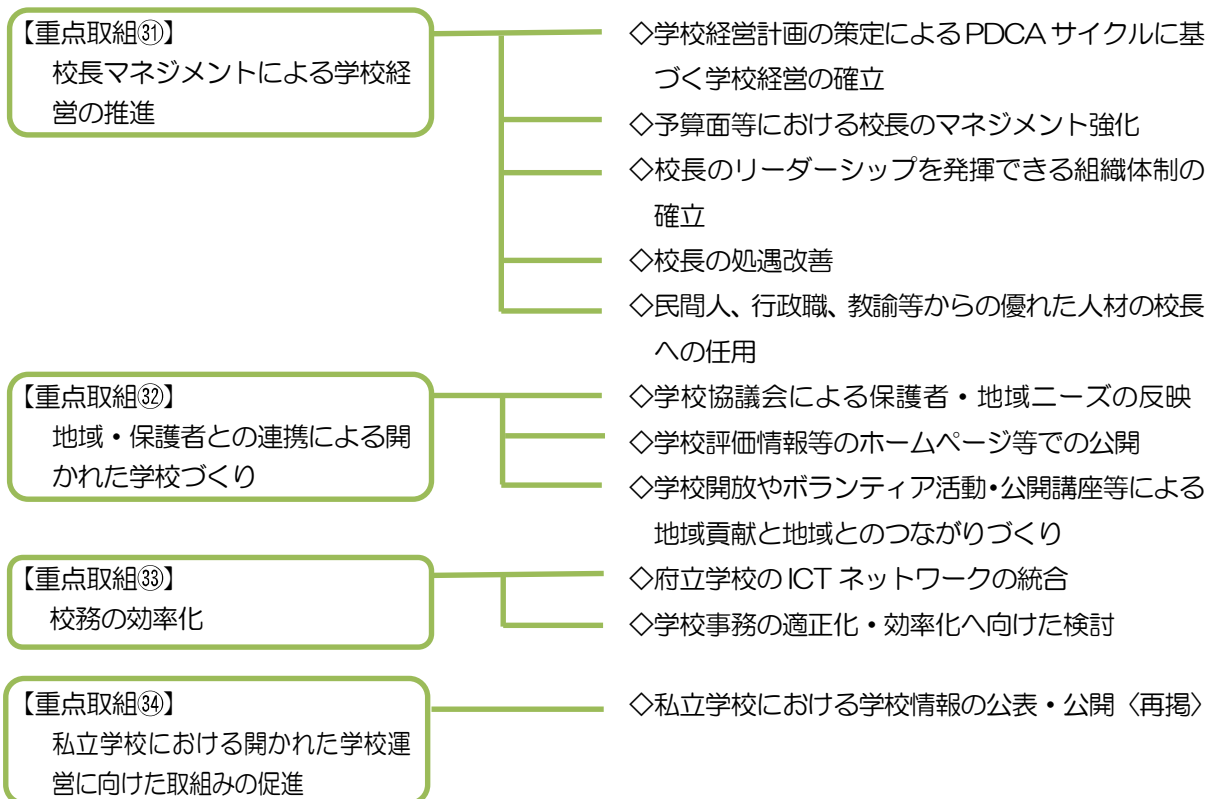 【重点取組㉛】
校長マネジメントによる学校経
営の推進
◇学校経営計画の策定によるPDCAサイクルに基
づく学校経営の確立
◇予算面等における校長のマネジメント強化
◇校長のリーダーシップを発揮できる組織体制の
確立
◇校長の処遇改善
◇民間人、行政職、教諭等からの優れた人材の校長
への任用
【重点取組㉜】
地域・保護者との連携による開
かれた学校づくり
◇学校協議会による保護者・地域ニーズの反映
◇学校評価情報等のホームページ等での公開
◇学校開放やボランティア活動・公開講座等による
地域貢献と地域とのつながりづくり
【重点取組㉝】
校務の効率化
◇府立学校のICTネットワークの統合
◇学校事務の適正化・効率化へ向けた検討
【重点取組㉞】
私立学校における開かれた学校運
営に向けた取組みの促進
◇私立学校における学校情報の公表・公開〈再掲〉